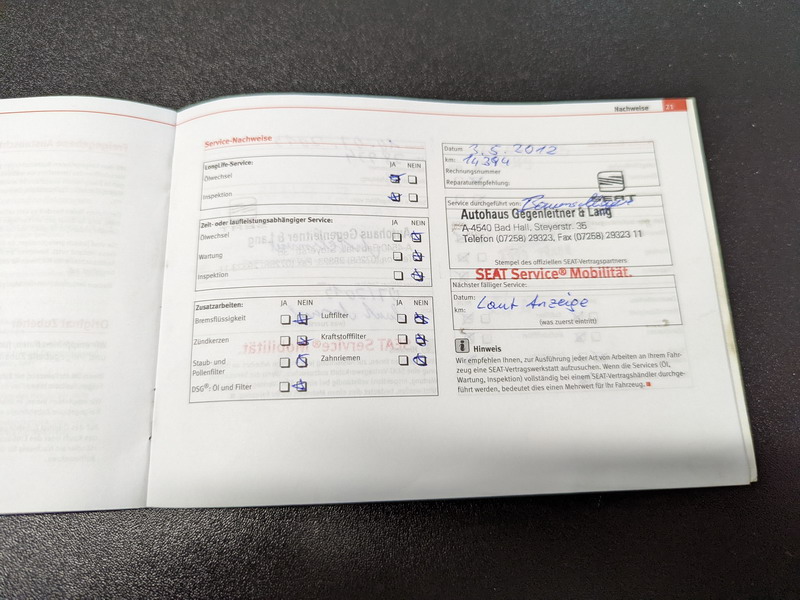 Nachweise 21
Service-Nachweise
LongLife-Service: JA NEIN
Ölwechsel
Inspektion
Zeit- oder laufleistungsabhängiger Service: JA NEIN
Ölwechsel
Wartung
Inspektion
Zusatzarbeiten: JA NEIN JA NEIN
Bremsflüssigkeit Luftfilter
Zündkerzen Kraftstofffilter
Staub- und Pollenfilter Zahnriemen
DSG®: Öl und Filter
Datum 3.5.2012
km: 14394
Rechnungsnummer
Reparaturempfehlung:
SEAT
Service durchgeführt von:
Autohaus Gegenleitner & Lang
A-4540 Bad Hall, Steyerstr. 36
Telefon (07258) 29323, Fax (07258) 29323 11
Stempel des offiziellen SEAT-Vertragspartners
SEAT Service® Mobilität.
Nächster fälliger Service:
Datum: Laut Anzeige
km:
(was zuerst eintritt)
i Hinweis
Wir empfehlen Ihnen, zur Ausführung jeder Art von Arbeiten an Ihrem Fahr-
zeug eine SEAT-Vertragswerkstatt aufzusuchen. Wenn die Services (Öl,
Wartung, Inspektion) vollständig bei einem SEAT-Vertragshändler durchge-
führt werden, bedeutet dies einen Mehrwert für Ihr Fahrzeug.